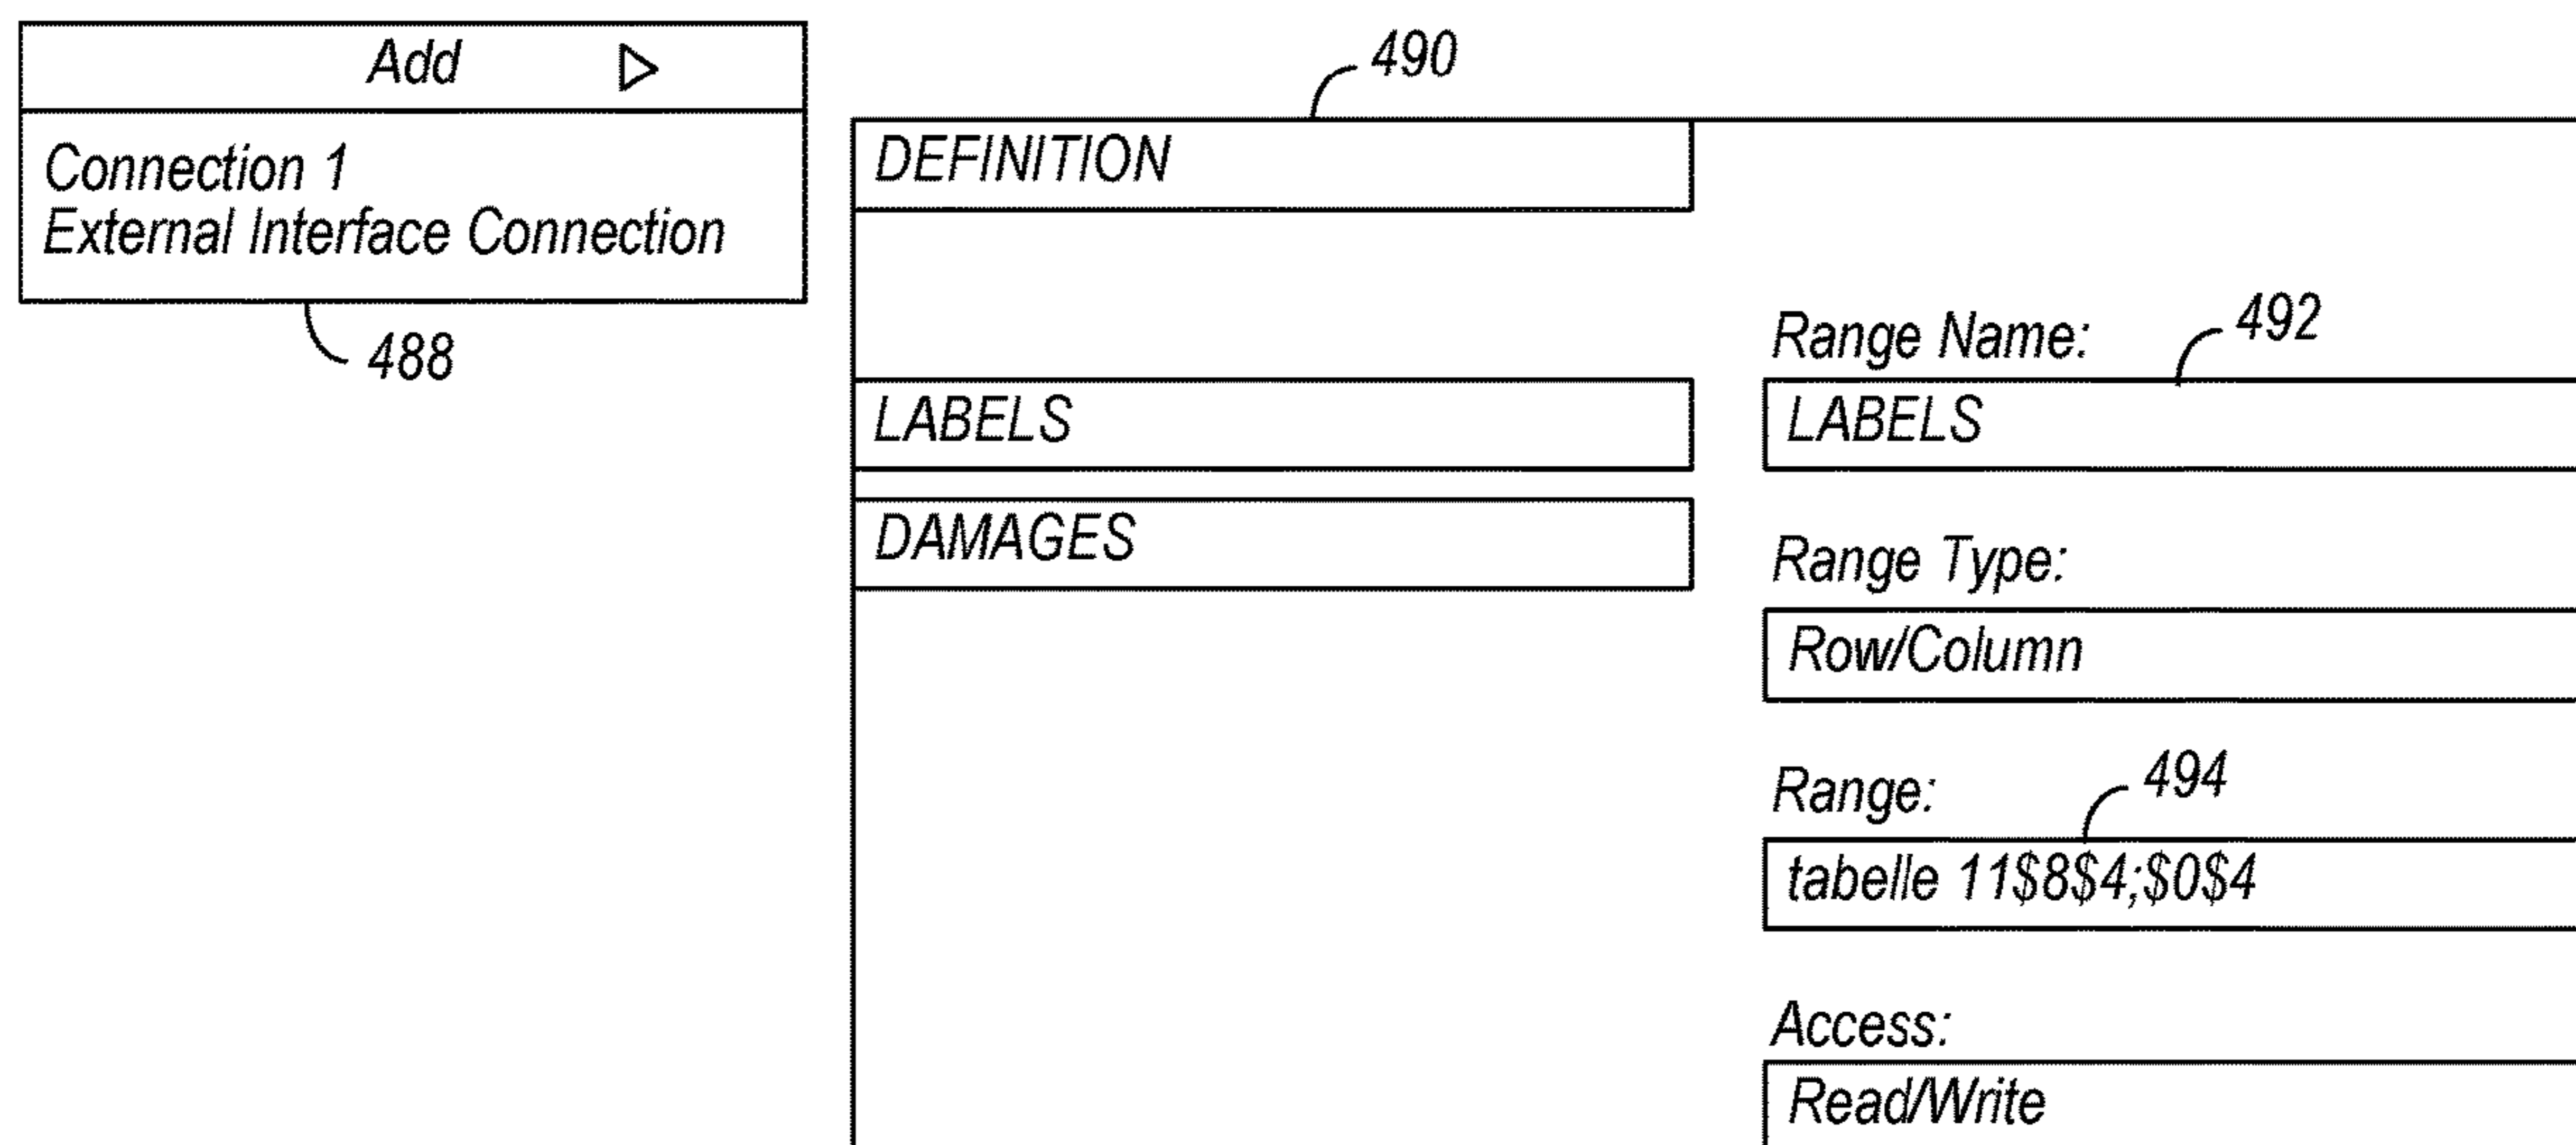 Add
Connection 1
External Interface Connection
488
490
DEFINITION
LABELS
DAMAGES
Range Name:
492
LABELS
Range Type:
Row/Column
Range:
494
tabelle 11$8$4;$0$4
Access:
Read/Write